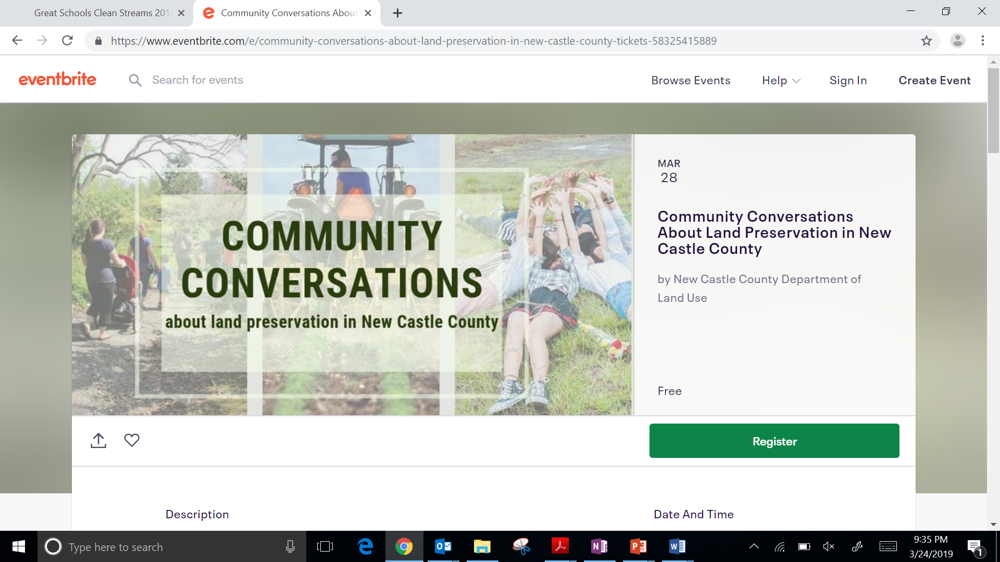 Great Schools Clean Streams 201
Community Conversations About
https://www.eventbrite.com/e/community-conversations-about-land-preservation-in-new-castle-county-tickets-58325415889
eventbrite
Search for events
Browse Events
Help
Sign In
Create Event
COMMUNITY
CONVERSATIONS
about land preservation in New Castle County
MAR
28
Community Conversations
About Land Preservation in New
Castle County
by New Castle County Department of
Land Use
Free
Register
Description
Date And Time
Type here to search
9:35 PM
3/24/2019
1